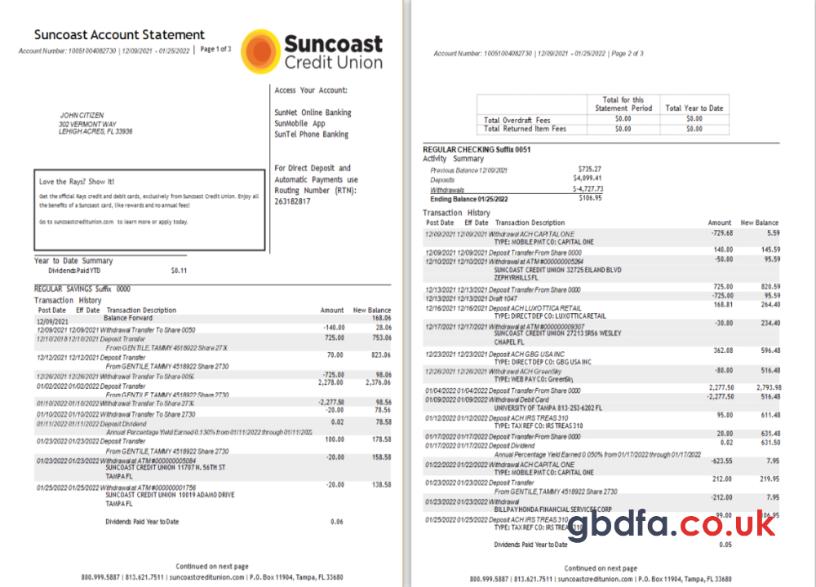 Suncoast Account Statement
Account Number: 10051004082730 | 12/09/2021 - 01/25/2022 | Page 1 of 3
Suncoast
Credit Union
Access Your Account:
SunNet Online Banking
SunMobile App
SunTel Phone Banking
JOHN CITIZEN
302 VERMONT WAY
LEHIGH ACRES, FL 33936
For Direct Deposit and
Automatic Payments use
Routing Number (RTN):
263182817
Love the Rays? Show it!
Get the official Rays credit and debit cards, exclusively from Suncoast Credit Union. Enjoy all
the benefits of a Suncoast card, like rewards and no annual fee!
Go to suncoastcreditunion.com to learn more or apply today.
Year to Date Summary
Dividends Paid YTD $0.11
REGULAR SAVINGS Suffix 0000
Transaction History
Post Date Eff Date Transaction Description Amount New Balance
12/09/2021 Balance Forward 168.06
12/09/2021 12/09/2021 Withdrawal Transfer To Share 0050 -140.00 28.06
12/10/2018 12/10/2021 Deposit Transfer 725.00 753.06
From GENTILE, TAMMY 4518922 Share 2730
12/12/2021 12/12/2021 Deposit Transfer 70.00 823.06
From GENTILE, TAMMY 4518922 Share 2730
12/26/2021 12/26/2021 Withdrawal Transfer To Share -725.00 98.06
01/02/2022 01/02/2022 Deposit Transfer 2,278.00 2,376.06
From GENTILE, TAMMY 4518922 Share 2730
01/10/2022 01/10/2022 Withdrawal Transfer To Share -2,277.50 98.56
01/10/2022 01/10/2022 Withdrawal Transfer To Share 2730 -20.00 78.56
01/11/2022 01/11/2022 Deposit Dividend 0.02 78.58
Annual Percentage Yield Earned 0.130% from 01/11/2022 through 01/11/2022
01/23/2022 01/23/2022 Deposit Transfer 100.00 178.58
From GENTILE, TAMMY 4518922 Share 2730
01/23/2022 01/23/2022 Withdrawal at ATM #000000005084 -20.00 158.58
SUNCOAST CREDIT UNION 11707 N. 56TH ST
TAMPA FL
01/25/2022 01/25/2022 Withdrawal at ATM #000000001756 -20.00 138.58
SUNCOAST CREDIT UNION 10019 ADAMO DRIVE
TAMPA FL
Dividends Paid Year to Date 0.06
Continued on next page
800.999.5887 | 813.621.7511 | suncoastcreditunion.com | P.O. Box 11904, Tampa, FL 33680
Account Number: 10051004082730 | 12/09/2021 - 01/25/2022 | Page 2 of 3
Total for this
Statement Period Total Year to Date
Total Overdraft Fees $0.00 $0.00
Total Returned Item Fees $0.00 $0.00
REGULAR CHECKING Suffix 0051
Activity Summary
Previous Balance 12/09/2021 $735.27
Deposits $4,099.41
Withdrawals $-4,727.73
Ending Balance 01/25/2022 $106.95
Transaction History
Post Date Eff Date Transaction Description Amount New Balance
12/09/2021 12/09/2021 Withdrawal ACH CAPITAL ONE -729.68 5.59
TYPE: MOBILE PMT CO: CAPITAL ONE
12/09/2021 12/09/2021 Deposit Transfer From Share 0000 140.00 145.59
12/10/2021 12/10/2021 Withdrawal at ATM -50.00 95.59
SUNCOAST CREDIT UNION 32725 EILAND BLVD
ZEPHYRHILLS FL
12/13/2021 12/13/2021 Deposit Transfer From Share 0000 725.00 820.59
12/13/2021 12/13/2021 Draft 1047 -725.00 95.59
12/16/2021 12/16/2021 Deposit ACH LUXOTTICA RETAIL 168.81 264.40
TYPE: DIRECT DEP CO: LUXOTTICA RETAIL
12/17/2021 12/17/2021 Withdrawal at ATM #000000009307 -30.00 234.40
SUNCOAST CREDIT UNION 27213 SR56 WESLEY
CHAPEL FL
12/23/2021 12/23/2021 Deposit ACH GBG USA INC 362.08 596.48
TYPE: DIRECT DEP CO: GBG USA INC
12/26/2021 12/26/2021 Withdrawal ACH GreenSky -80.00 516.48
TYPE: WEB PAY CO: GreenSky
01/04/2022 01/04/2022 Deposit Transfer From Share 0000 2,277.50 2,793.98
01/09/2022 01/09/2022 Withdrawal Debit Card -2,277.50 516.48
UNIVERSITY OF TAMPA 813-253-6202 FL
01/12/2022 01/12/2022 Deposit ACH IRS TREAS 310 95.00 611.48
TYPE: TAX REF CO: IRS TREAS 310
01/17/2022 01/17/2022 Deposit Transfer From Share 0000 20.00 631.48
01/17/2022 01/17/2022 Deposit Dividend 0.02 631.50
Annual Percentage Yield Earned 0.050% from 01/17/2022 through 01/17/2022
01/22/2022 01/22/2022 Withdrawal ACH CAPITAL ONE -623.55 7.95
TYPE: MOBILE PMT CO: CAPITAL ONE
01/23/2022 01/23/2022 Deposit Transfer 212.00 219.95
From GENTILE, TAMMY 4518922 Share 2730
01/23/2022 01/23/2022 Withdrawal -212.00 7.95
BILLPAY HONDA FINANCIAL SERVICES CORP
01/25/2022 01/25/2022 Deposit ACH IRS TREAS 310 99.00 106.95
TYPE: TAX REF CO: IRS TREAS 310
gbdfa.co.uk
Dividends Paid Year to Date 0.05
Continued on next page
800.999.5887 | 813.621.7511 | suncoastcreditunion.com | P.O. Box 11904, Tampa, FL 33680